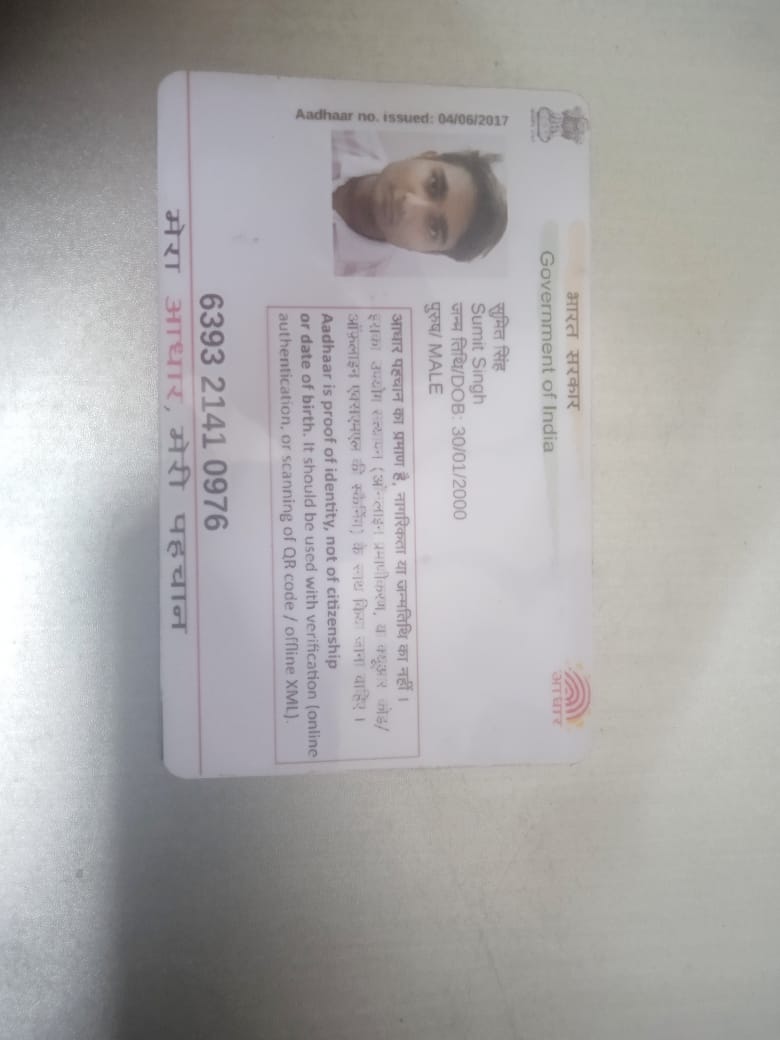 भारत सरकार
Government of India
Aadhaar no. issued: 04/06/2017
सुमित सिंह
Sumit Singh
जन्म तिथि/DOB: 30/01/2000
पुरुष/ MALE
आधार पहचान का प्रमाण है, नागरिकता या जन्मतिथि का नहीं ।
इसका उपयोग सत्यापन (ऑनलाइन प्रमाणीकरण, या क्यूआर कोड/
ऑफ़लाइन एक्सएमएल की स्कैनिंग) के साथ किया जाना चाहिए ।
Aadhaar is proof of identity, not of citizenship
or date of birth. It should be used with verification (online
authentication, or scanning of QR code / offline XML).
आधार
6393 2141 0976
मेरा आधार, मेरी पहचान